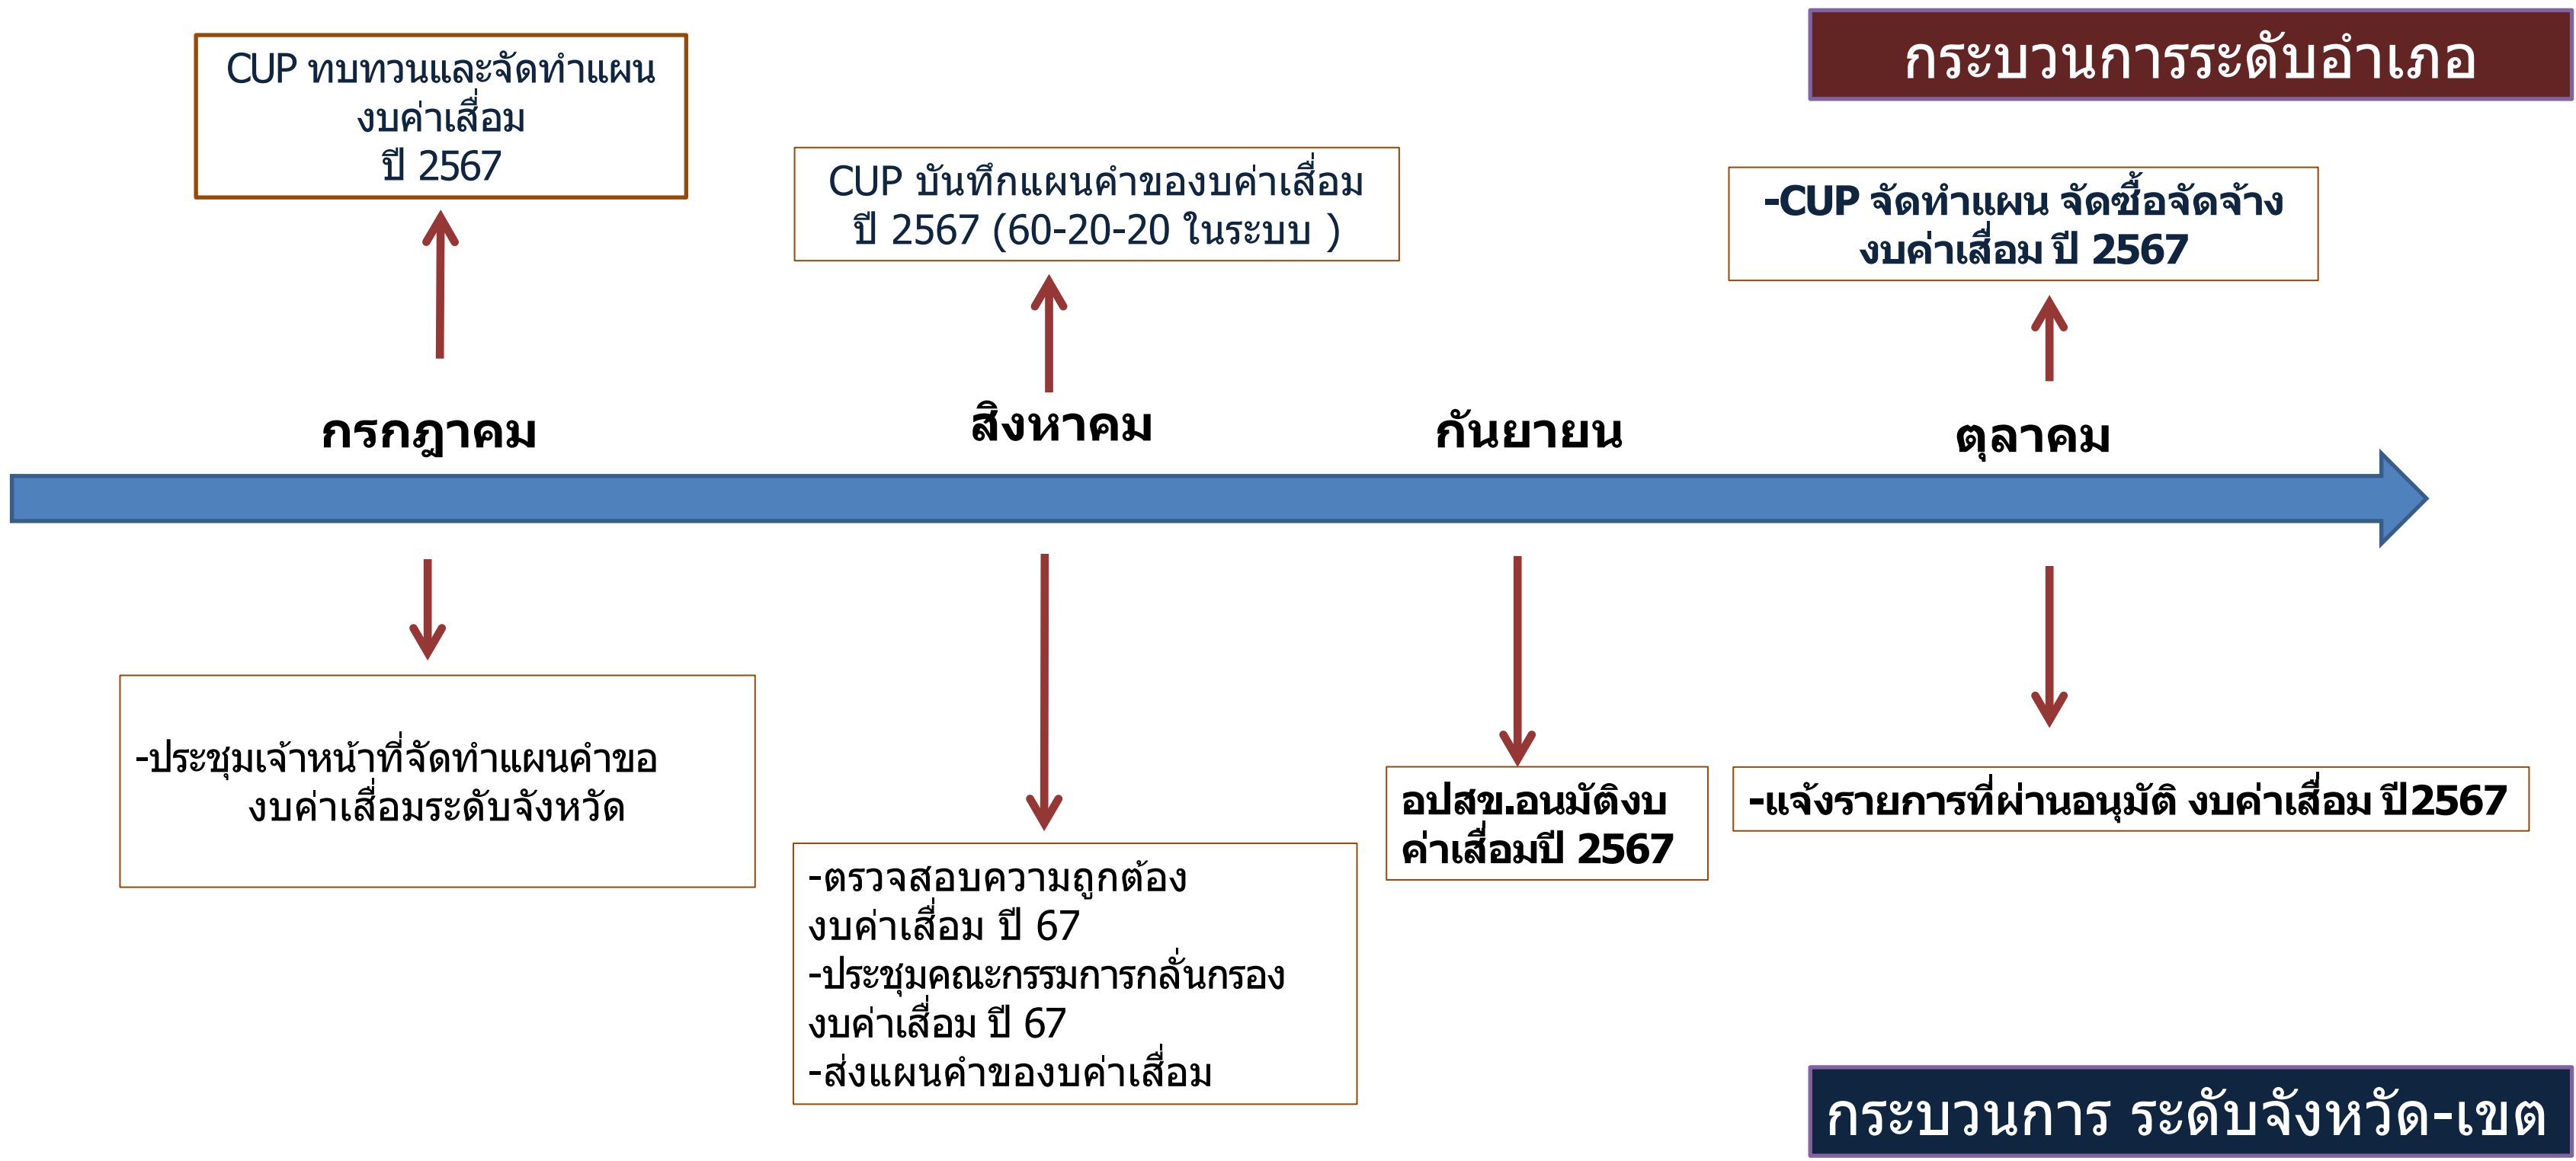 กระบวนการระดับอำเภอ
CUP ทบทวนและจัดทำแผน
งบค่าเสื่อม
ปี 2567
CUP บันทึกแผนคำของบค่าเสื่อม
ปี 2567 (60-20-20 ในระบบ )
-CUP จัดทำแผน จัดซื้อจัดจ้าง
งบค่าเสื่อม ปี 2567
กรกฎาคม
สิงหาคม
กันยายน
ตุลาคม
-ประชุมเจ้าหน้าที่จัดทำแผนคำขอ
งบค่าเสื่อมระดับจังหวัด
-ตรวจสอบความถูกต้อง
งบค่าเสื่อม ปี 67
-ประชุมคณะกรรมการกลั่นกรอง
งบค่าเสื่อม ปี 67
-ส่งแผนคำของบค่าเสื่อม
อปสข.อนมัติงบ
ค่าเสื่อมปี 2567
-แจ้งรายการที่ผ่านอนุมัติ งบค่าเสื่อม ปี2567
กระบวนการ ระดับจังหวัด-เขต